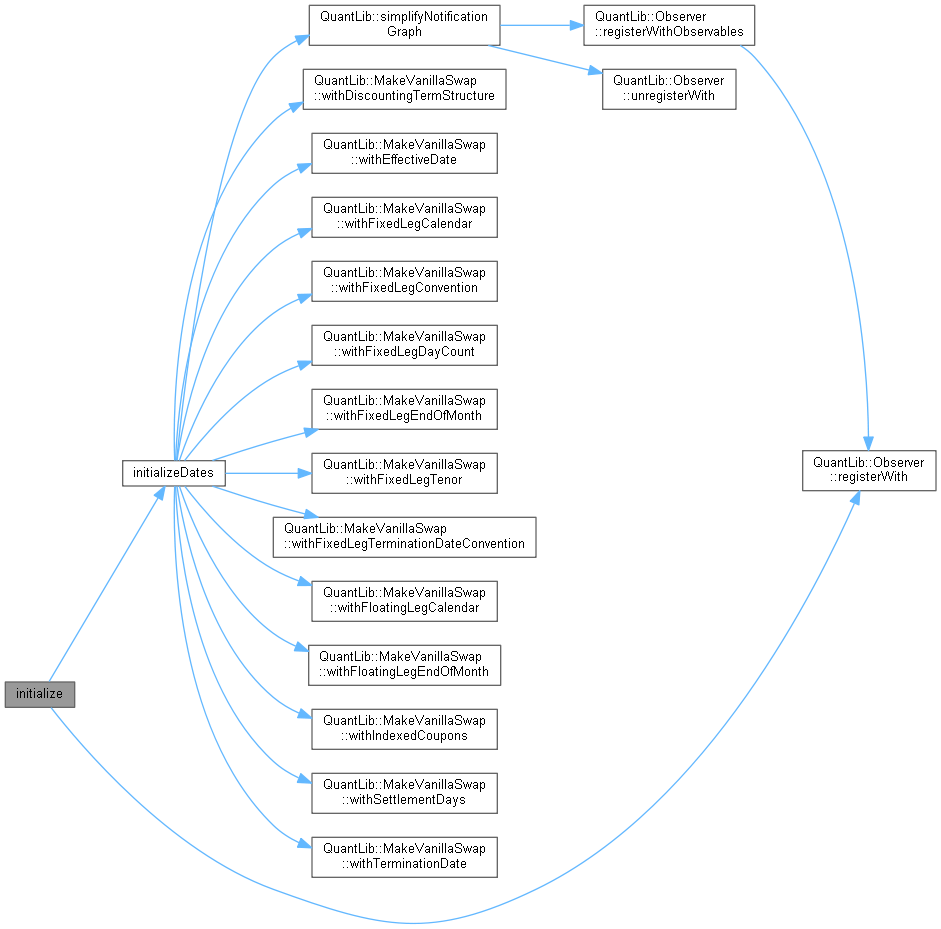 QuantLib::simplifyNotification
Graph
QuantLib::Observer
::registerWithObservables
QuantLib::MakeVanillaSwap
::withDiscountingTermStructure
QuantLib::Observer
::unregisterWith
QuantLib::MakeVanillaSwap
::withEffectiveDate
QuantLib::MakeVanillaSwap
::withFixedLegCalendar
QuantLib::MakeVanillaSwap
::withFixedLegConvention
QuantLib::MakeVanillaSwap
::withFixedLegDayCount
QuantLib::MakeVanillaSwap
::withFixedLegEndOfMonth
initializeDates
QuantLib::MakeVanillaSwap
::withFixedLegTenor
QuantLib::Observer
::registerWith
QuantLib::MakeVanillaSwap
::withFixedLegTerminationDateConvention
QuantLib::MakeVanillaSwap
::withFloatingLegCalendar
QuantLib::MakeVanillaSwap
::withFloatingLegEndOfMonth
initialize
QuantLib::MakeVanillaSwap
::withIndexedCoupons
QuantLib::MakeVanillaSwap
::withSettlementDays
QuantLib::MakeVanillaSwap
::withTerminationDate